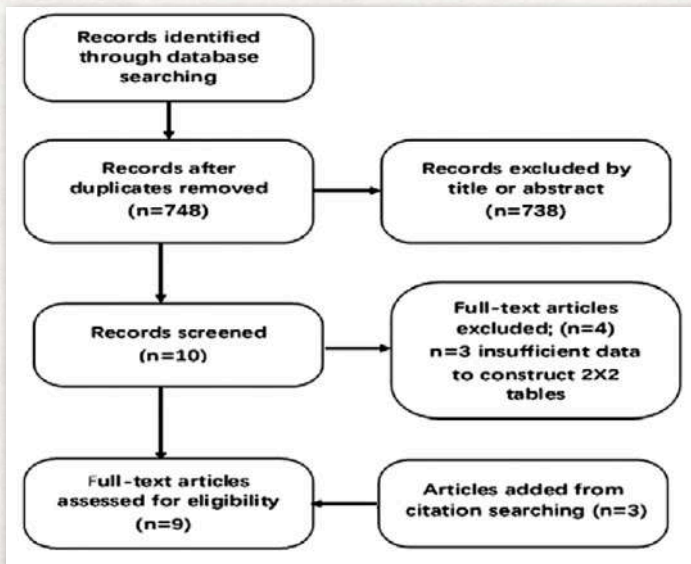 Records identified
through database
searching
Records after
duplicates removed
(n=748)
Records excluded by
title or abstract
(n=738)
Records screened
(n=10)
Full-text articles
excluded; (n=4)
n=3 insufficient data
to construct 2X2
tables
Full-text articles
assessed for eligibility
(n=9)
Articles added from
citation searching (n=3)